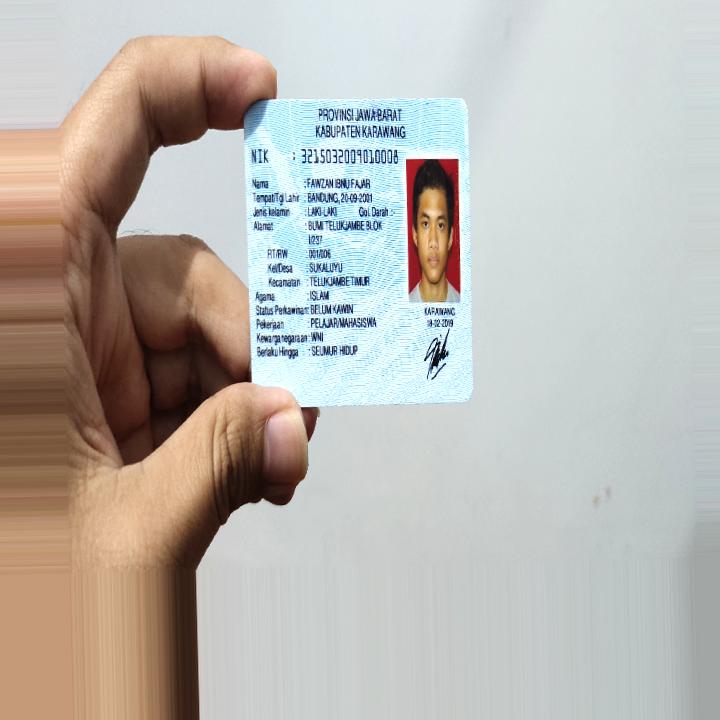 PROVINSI JAWA BARAT
KABUPATEN KARAWANG
NIK : 3215032009010008
Nama : FAWZAN IBNU FAJAR
Tempat/Tgl Lahir : BANDUNG, 20-09-2001
Jenis kelamin : LAKI-LAKI Gol. Darah :-
Alamat : BUMI TELUKJAMBE BLOK
I/237
RT/RW : 001/006
Kel/Desa : SUKALUYU
Kecamatan : TELUKJAMBE TIMUR
Agama : ISLAM
Status Perkawinan: BELUM KAWIN
Pekerjaan : PELAJAR/MAHASISWA
Kewarganegaraan: WNI
Berlaku Hingga : SEUMUR HIDUP
KARAWANG
18-02-2019